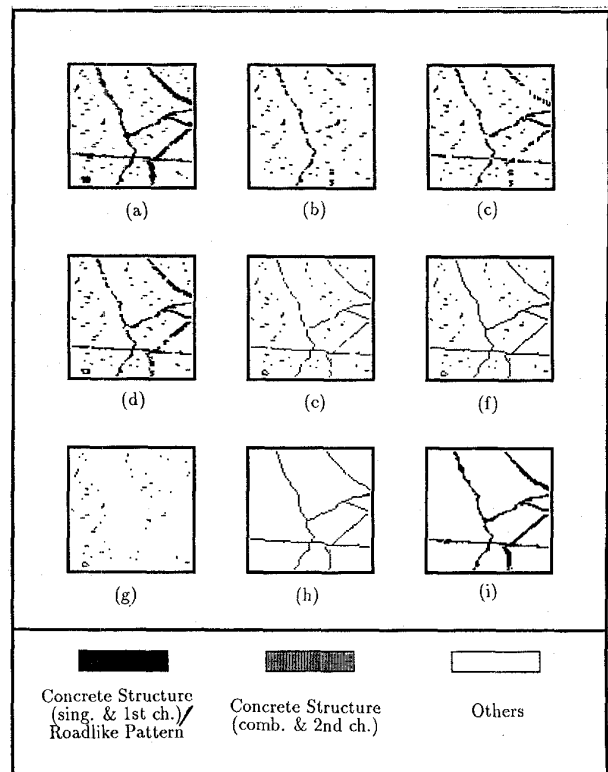 (a)
(b)
(c)
(d)
(c)
(f)
(g)
(h)
(i)
Concrete Structure
(sing. & 1st ch.)/
Roadlike Pattern
Concrete Structure
(comb. & 2nd ch.)
Others